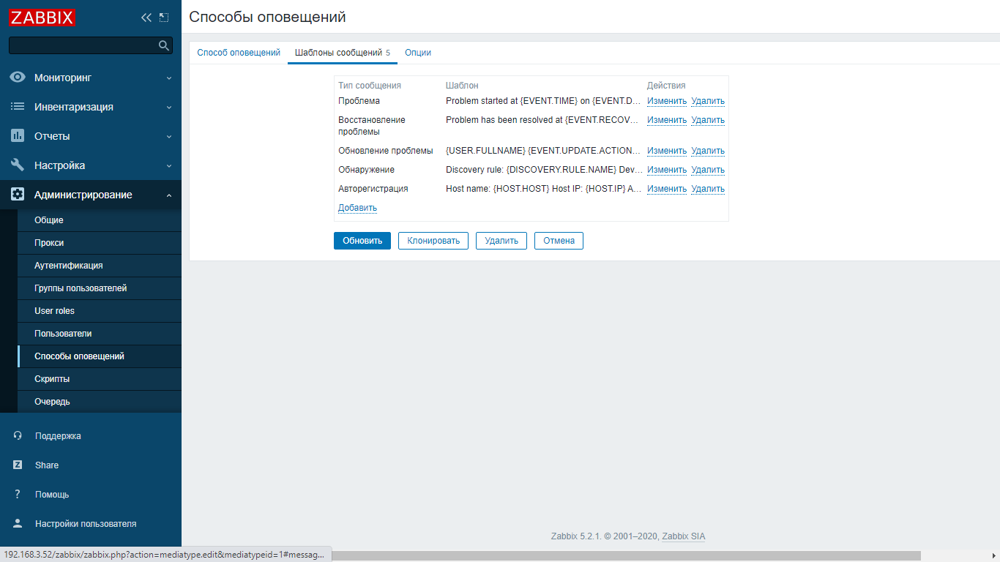 ZABBIX
Мониторинг
Инвентаризация
Отчеты
Настройка
Администрирование
Общие
Прокси
Аутентификация
Группы пользователей
User roles
Пользователи
Способы оповещений
Скрипты
Очередь
Поддержка
Share
Помощь
Настройки пользователя
Способы оповещений
Способ оповещений Шаблоны сообщений 5 Опции
Тип сообщения Шаблон Действия
Проблема Problem started at {EVENT.TIME} on {EVENT.D... Изменить Удалить
Восстановление Problem has been resolved at {EVENT.RECOV... Изменить Удалить
проблемы
Обновление проблемы {USER.FULLNAME} {EVENT.UPDATE.ACTION... Изменить Удалить
Обнаружение Discovery rule: {DISCOVERY.RULE.NAME} Dev... Изменить Удалить
Авторегистрация Host name: {HOST.HOST} Host IP: {HOST.IP} A... Изменить Удалить
Добавить
Обновить Клонировать Удалить Отмена
Zabbix 5.2.1. © 2001–2020, Zabbix SIA
192.168.3.52/zabbix/zabbix.php?action=mediatype.edit&mediatypeid=1#messag...